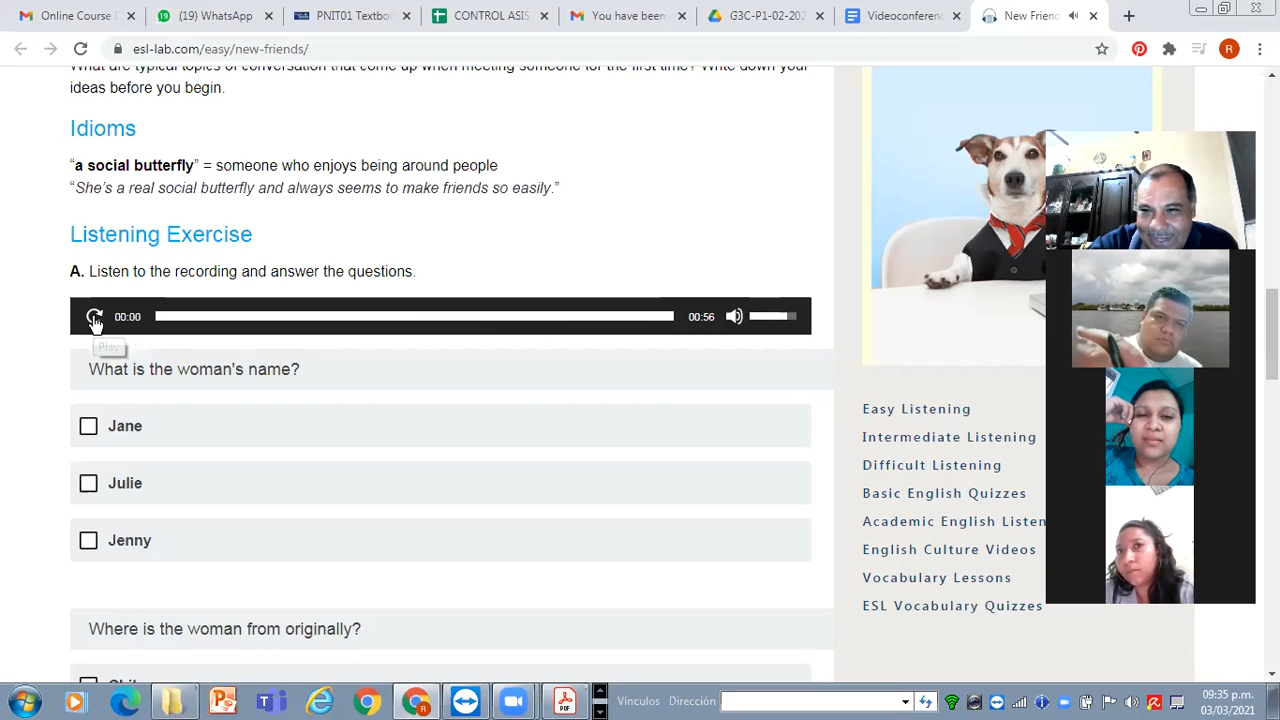 Online Course D
(19) WhatsApp
PNIT01 Textbo
CONTROL ASIS
You have been
G3C-P1-02-202
Videoconferen
New Frien
esl-lab.com/easy/new-friends/
R
What are typical topics of conversation that come up when meeting someone for the first time? Write down your
ideas before you begin.
Idioms
“a social butterfly” = someone who enjoys being around people
“She’s a real social butterfly and always seems to make friends so easily.”
Listening Exercise
A. Listen to the recording and answer the questions.
00:00
00:56
Play
What is the woman's name?
Jane
Julie
Jenny
Where is the woman from originally?
Easy Listening
Intermediate Listening
Difficult Listening
Basic English Quizzes
Academic English Listen
English Culture Videos
Vocabulary Lessons
ESL Vocabulary Quizzes
Vínculos
Dirección
09:35 p.m.
03/03/2021